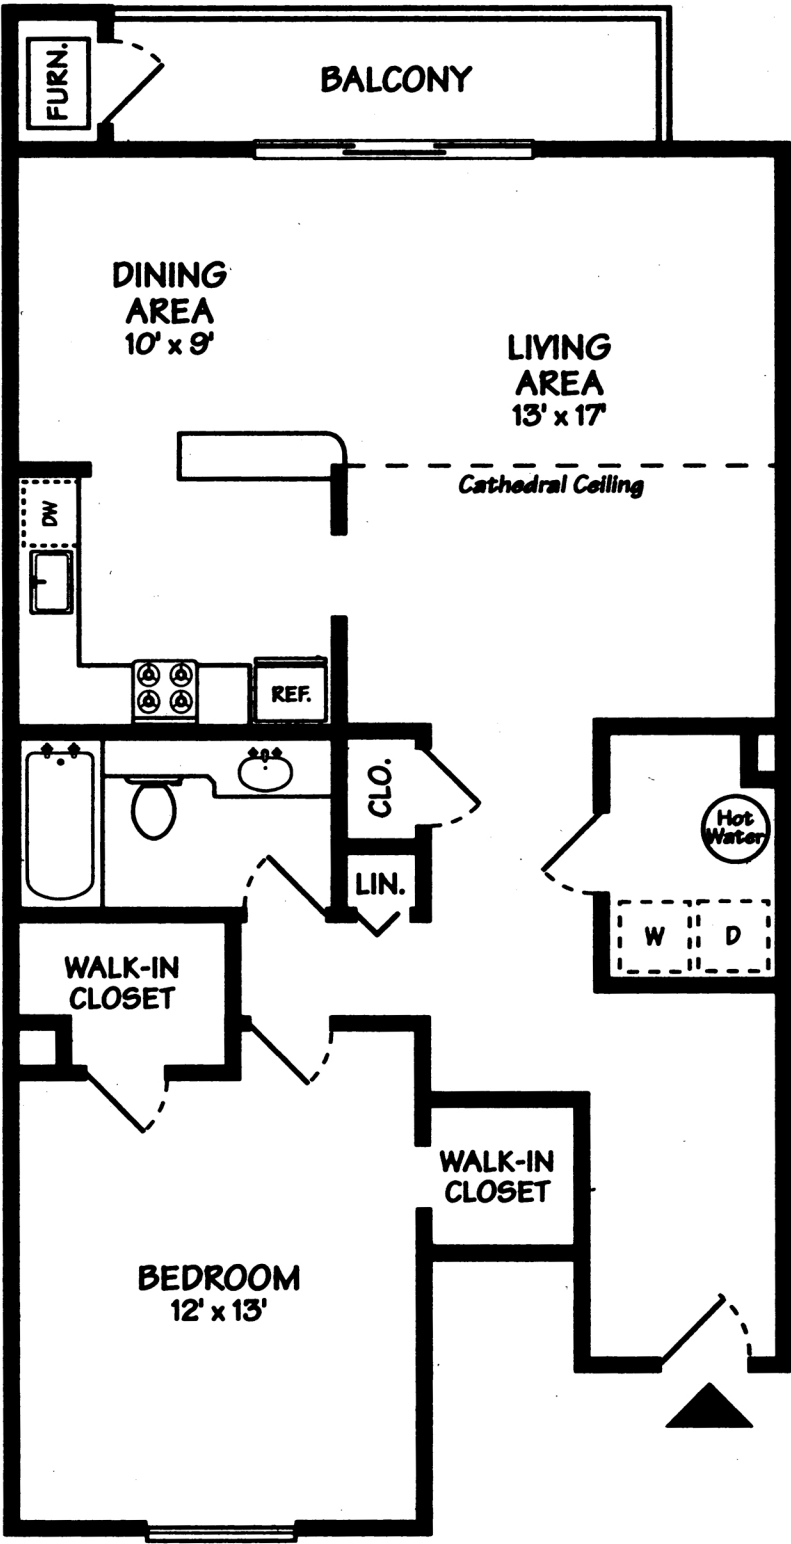 FURN.
BALCONY
DINING
AREA
10' x 9'
LIVING
AREA
13' x 17'
Cathedral Ceiling
DW
REF.
CLO.
Hot
Water
LIN.
W
D
WALK-IN
CLOSET
WALK-IN
CLOSET
BEDROOM
12' x 13'